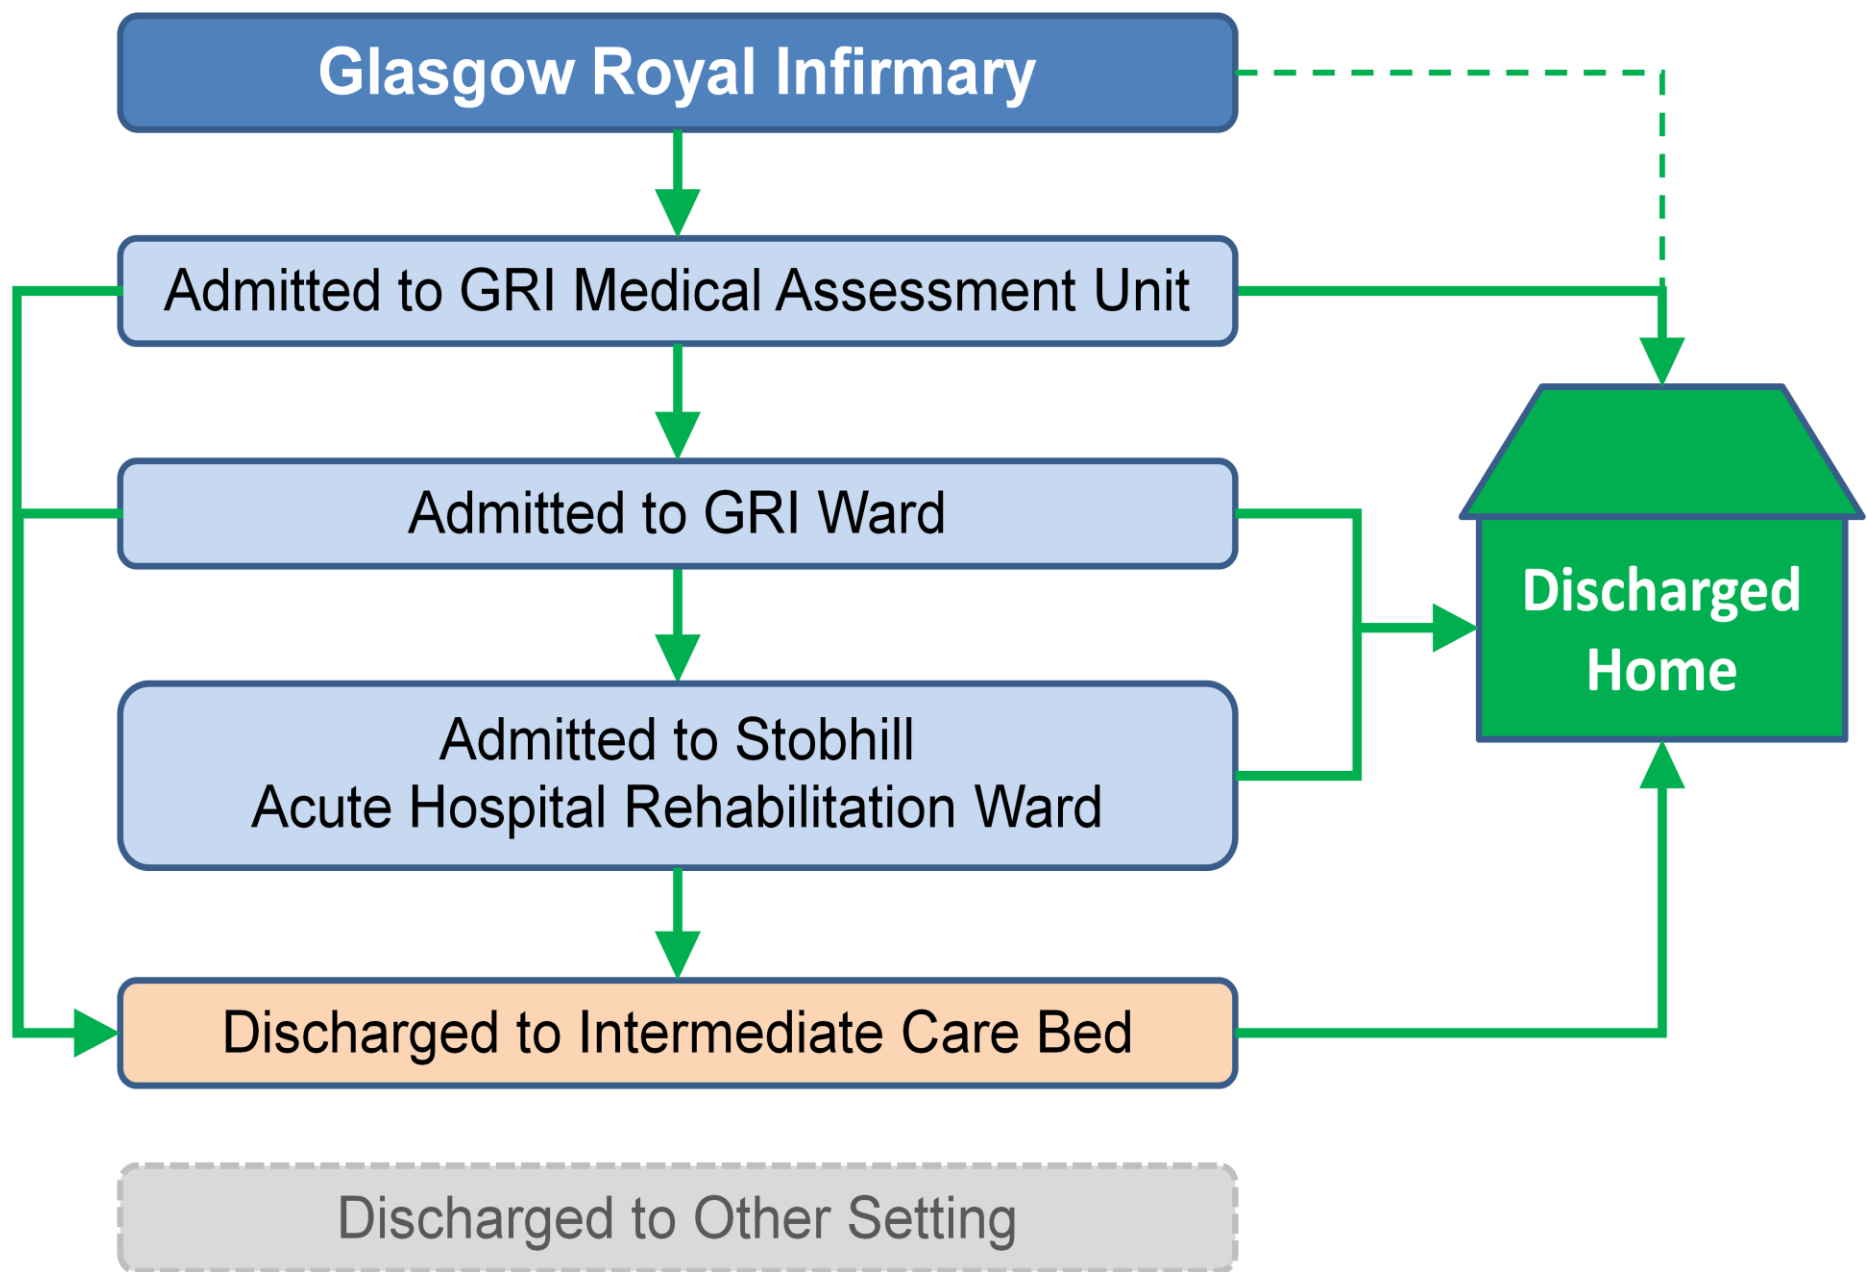 Glasgow Royal Infirmary
Admitted to GRI Medical Assessment Unit
Admitted to GRI Ward
Admitted to Stobhill
Acute Hospital Rehabilitation Ward
Discharged to Intermediate Care Bed
Discharged to Other Setting
Discharged
Home